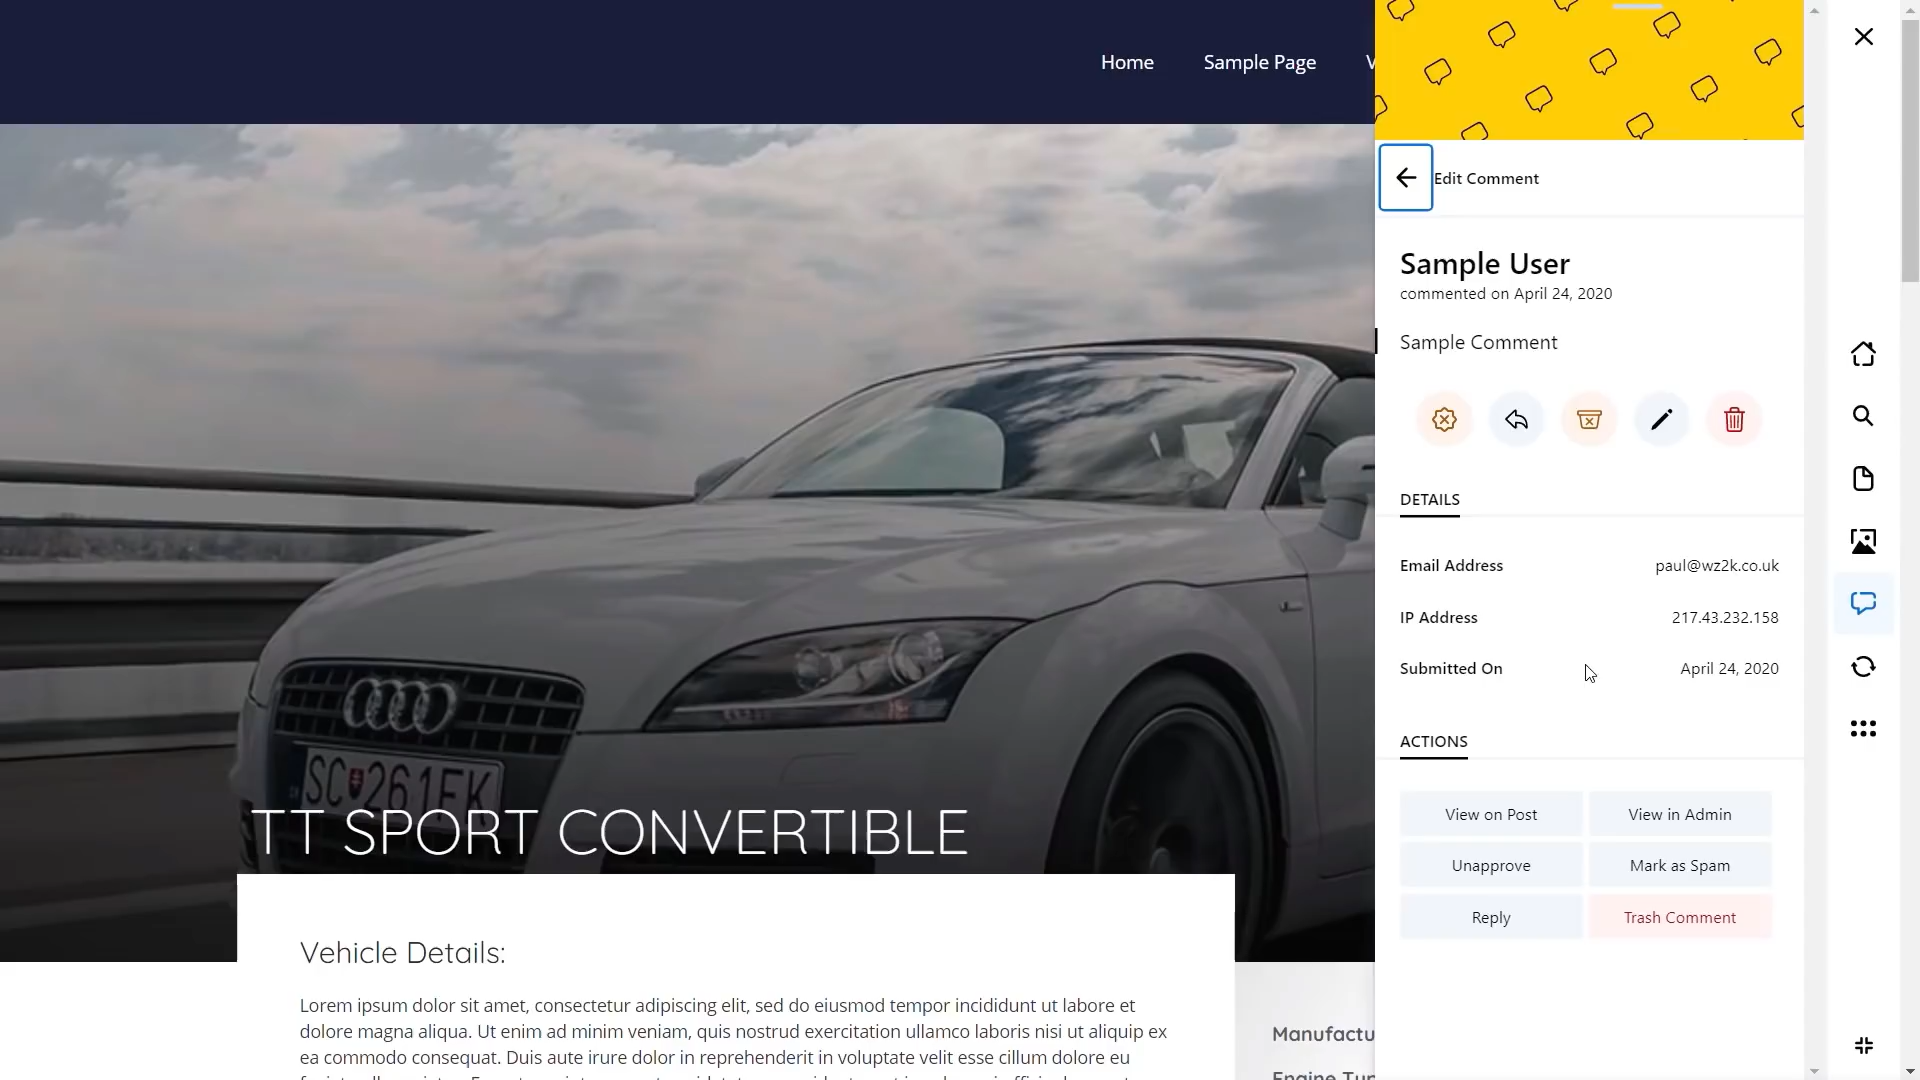 Home Sample Page V
Edit Comment
Sample User
commented on April 24, 2020
Sample Comment
DETAILS
Email Address paul@wz2k.co.uk
IP Address 217.43.232.158
Submitted On April 24, 2020
ACTIONS
View on Post View in Admin
Unapprove Mark as Spam
Reply Trash Comment
SC 261EK
TT SPORT CONVERTIBLE
Vehicle Details:
Lorem ipsum dolor sit amet, consectetur adipiscing elit, sed do eiusmod tempor incididunt ut labore et
dolore magna aliqua. Ut enim ad minim veniam, quis nostrud exercitation ullamco laboris nisi ut aliquip ex
ea commodo consequat. Duis aute irure dolor in reprehenderit in voluptate velit esse cillum dolore eu
Manufactu
Engine Typ